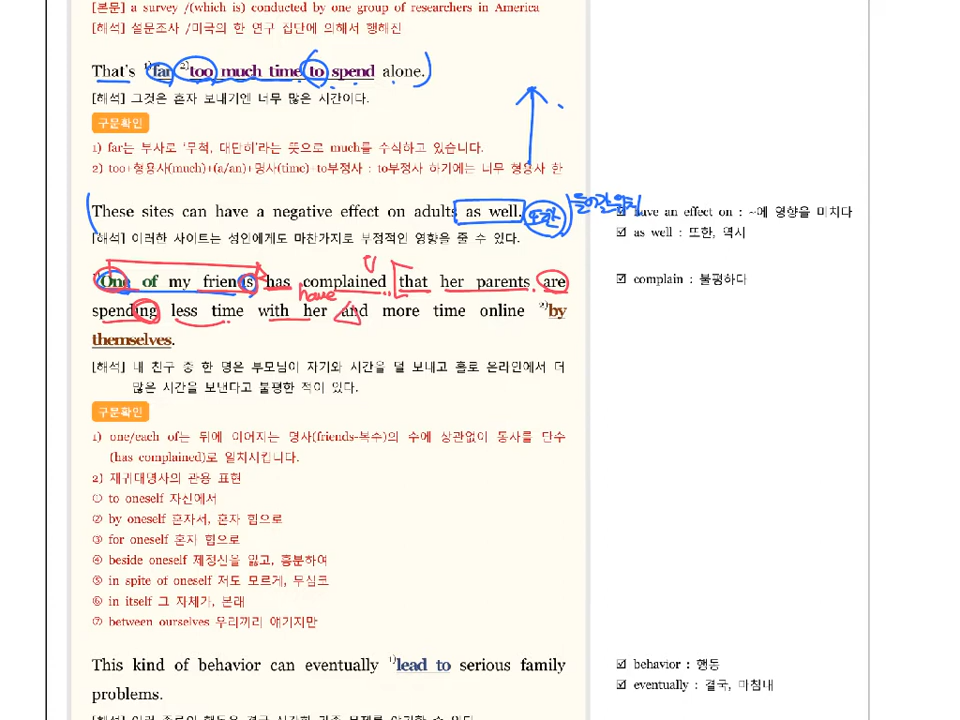 [본문] a survey /(which is) conducted by one group of researchers in America
[해석] 설문조사 /미국의 한 연구 집단에 의해서 행해진
That's 1)far 2)too much time to spend alone.
[해석] 그것은 혼자 보내기엔 너무 많은 시간이다.
구문확인
1) far는 부사로 '무척, 대단히'라는 뜻으로 much를 수식하고 있습니다.
2) too+형용사(much)+(a/an)+명사(time)+to부정사 : to부정사 하기에는 너무 형용사 한
These sites can have a negative effect on adults as well. 또한 들어갈 위치
☑ have an effect on : ~에 영향을 미치다
[해석] 이러한 사이트는 성인에게도 마찬가지로 부정적인 영향을 줄 수 있다.
☑ as well : 또한, 역시
1)One of my friends has complained that her parents are
☑ complain : 불평하다
have
spending less time with her and more time online 2)by
themselves.
[해석] 내 친구 중 한 명은 부모님이 자기와 시간을 덜 보내고 홀로 온라인에서 더
많은 시간을 보낸다고 불평한 적이 있다.
구문확인
1) one/each of는 뒤에 이어지는 명사(friends-복수)의 수에 상관없이 동사를 단수
(has complained)로 일치시킵니다.
2) 재귀대명사의 관용 표현
① to oneself 자신에서
② by oneself 혼자서, 혼자 힘으로
③ for oneself 혼자 힘으로
④ beside oneself 제정신을 잃고, 흥분하여
⑤ in spite of oneself 저도 모르게, 무심코
⑥ in itself 그 자체가, 본래
⑦ between ourselves 우리끼리 얘기지만
This kind of behavior can eventually 1)lead to serious family
☑ behavior : 행동
problems.
☑ eventually : 결국, 마침내